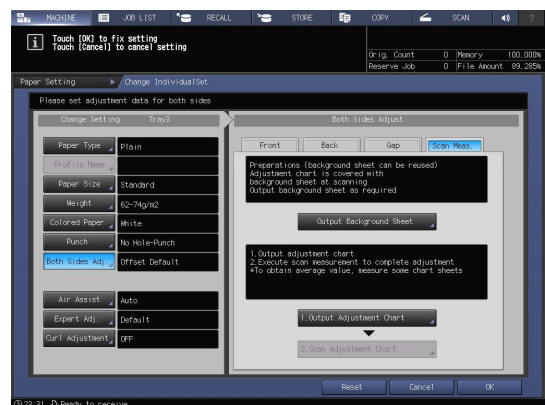 MACHINE
JOB LIST
RECALL
STORE
COPY
SCAN
?
Touch [OK] to fix setting
Touch [Cancel] to cancel setting
Orig. Count 0 Memory 100.000%
Reserve Job 0 File Amount 89.285%
Paper Setting
Change IndividualSet
Please set adjustment data for both sides
Change Setting Tray3
Paper Type Plain
Profile Name
Paper Size Standard
Weight 62-74g/m2
Colored Paper White
Punch No Hole-Punch
Both Sides Adj. Offset Default
Air Assist Auto
Expert Adj. Default
Curl Adjustment OFF
Both Sides Adjust
Front
Back
Gap
Scan Meas.
Preparations (background sheet can be reused)
Adjustment chart is covered with
background sheet at scanning
Output background sheet as required
Output Background Sheet
1.Output adjustment chart
2.Execute scan measurement to complete adjustment
*To obtain average value, measure some chart sheets
1.Output Adjustment Chart
2.Scan Adjustment Chart
Reset
Cancel
OK
23:31 Ready to receive